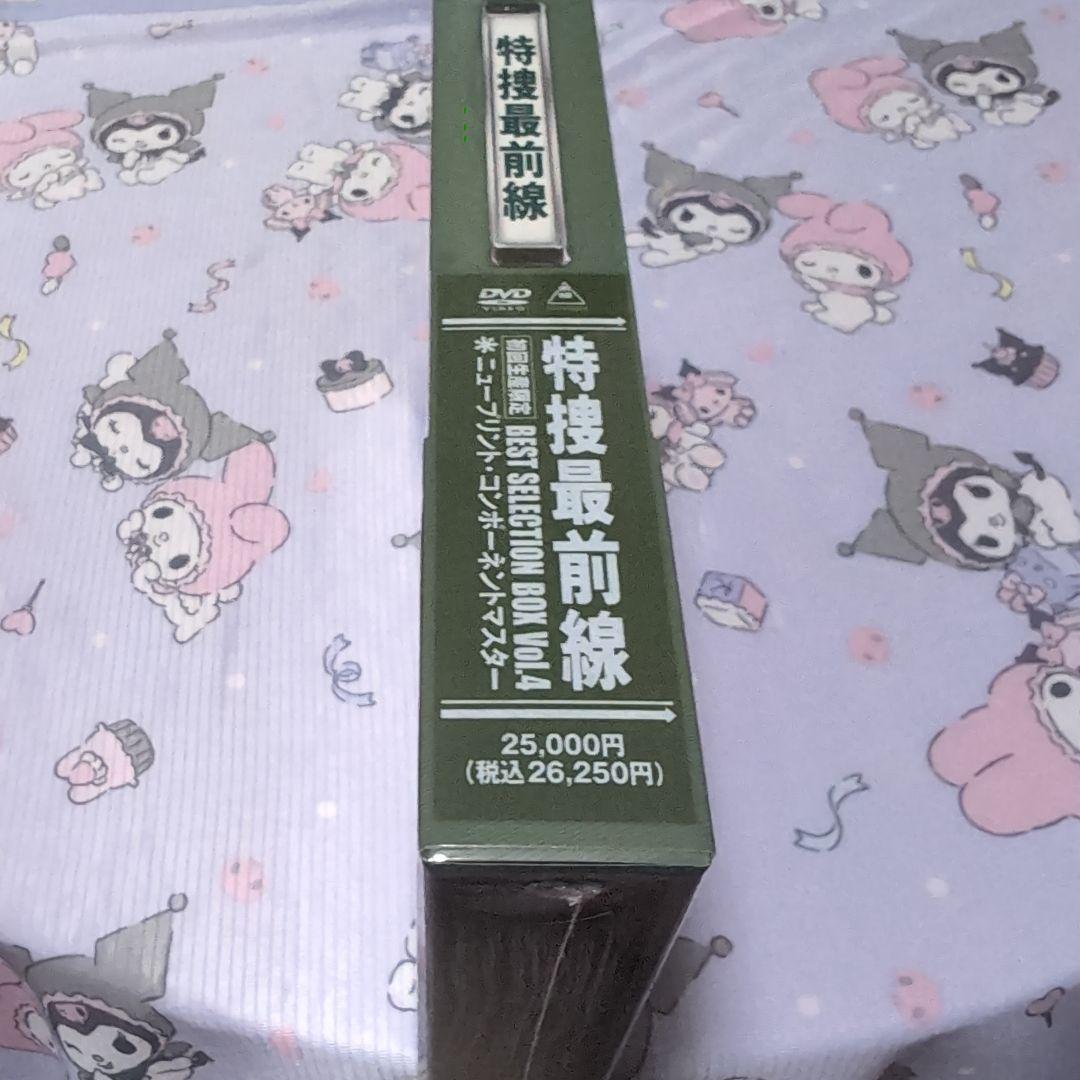 特捜最前線
DVD
特捜最前線
初回生産限定 BEST SELECTION BOX Vol.4
※ニュープリント・コンポーネントマスター
25,000円
(税込26,250円)